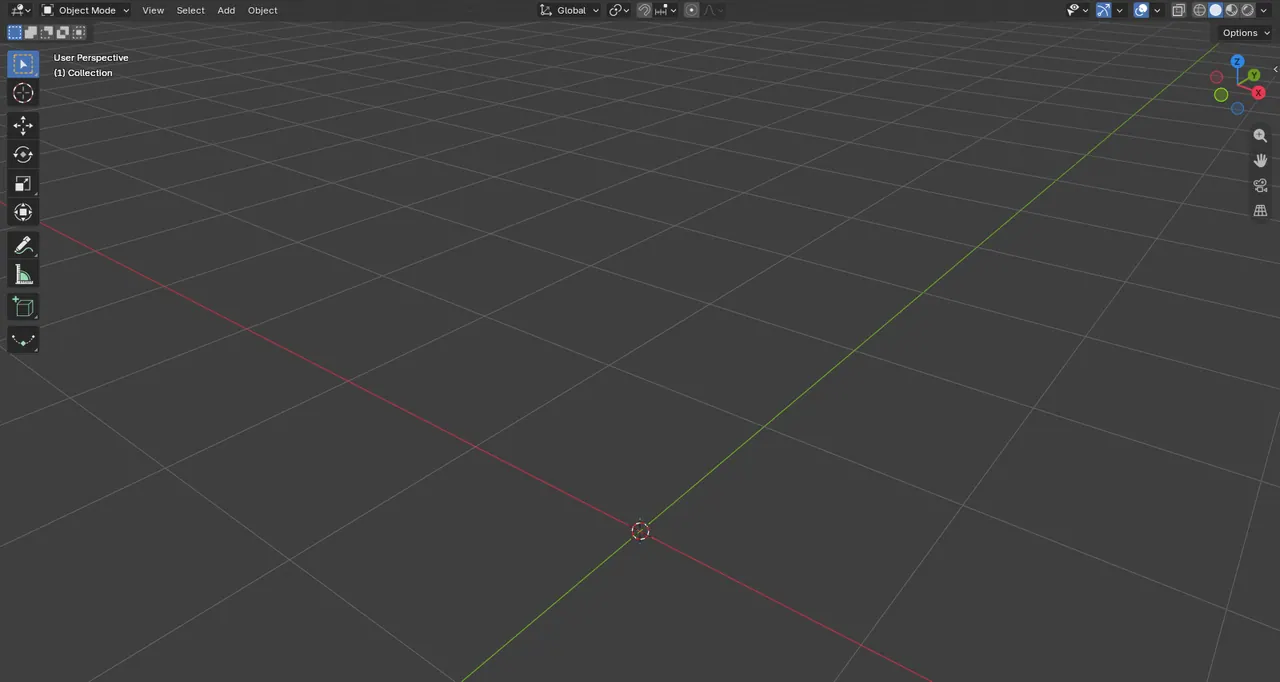 Object Mode View Select Add Object Global
Options
User Perspective
(1) Collection
Z
Y
X